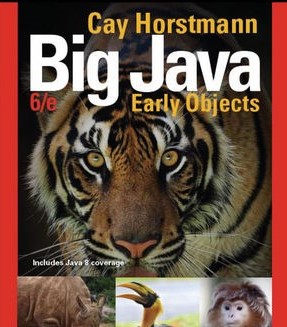 Cay Horstmann
Big Java
6/e
Early Objects
Includes Java 8 coverage